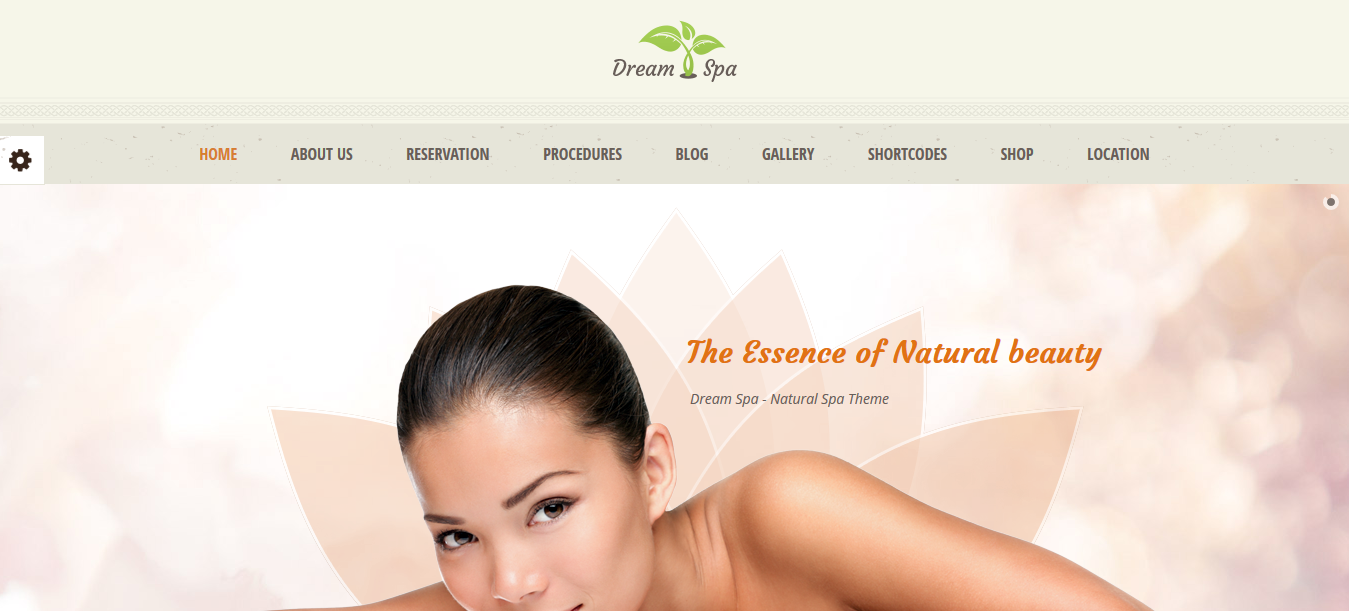 Dream Spa
HOME ABOUT US RESERVATION PROCEDURES BLOG GALLERY SHORTCODES SHOP LOCATION
The Essence of Natural beauty
Dream Spa - Natural Spa Theme